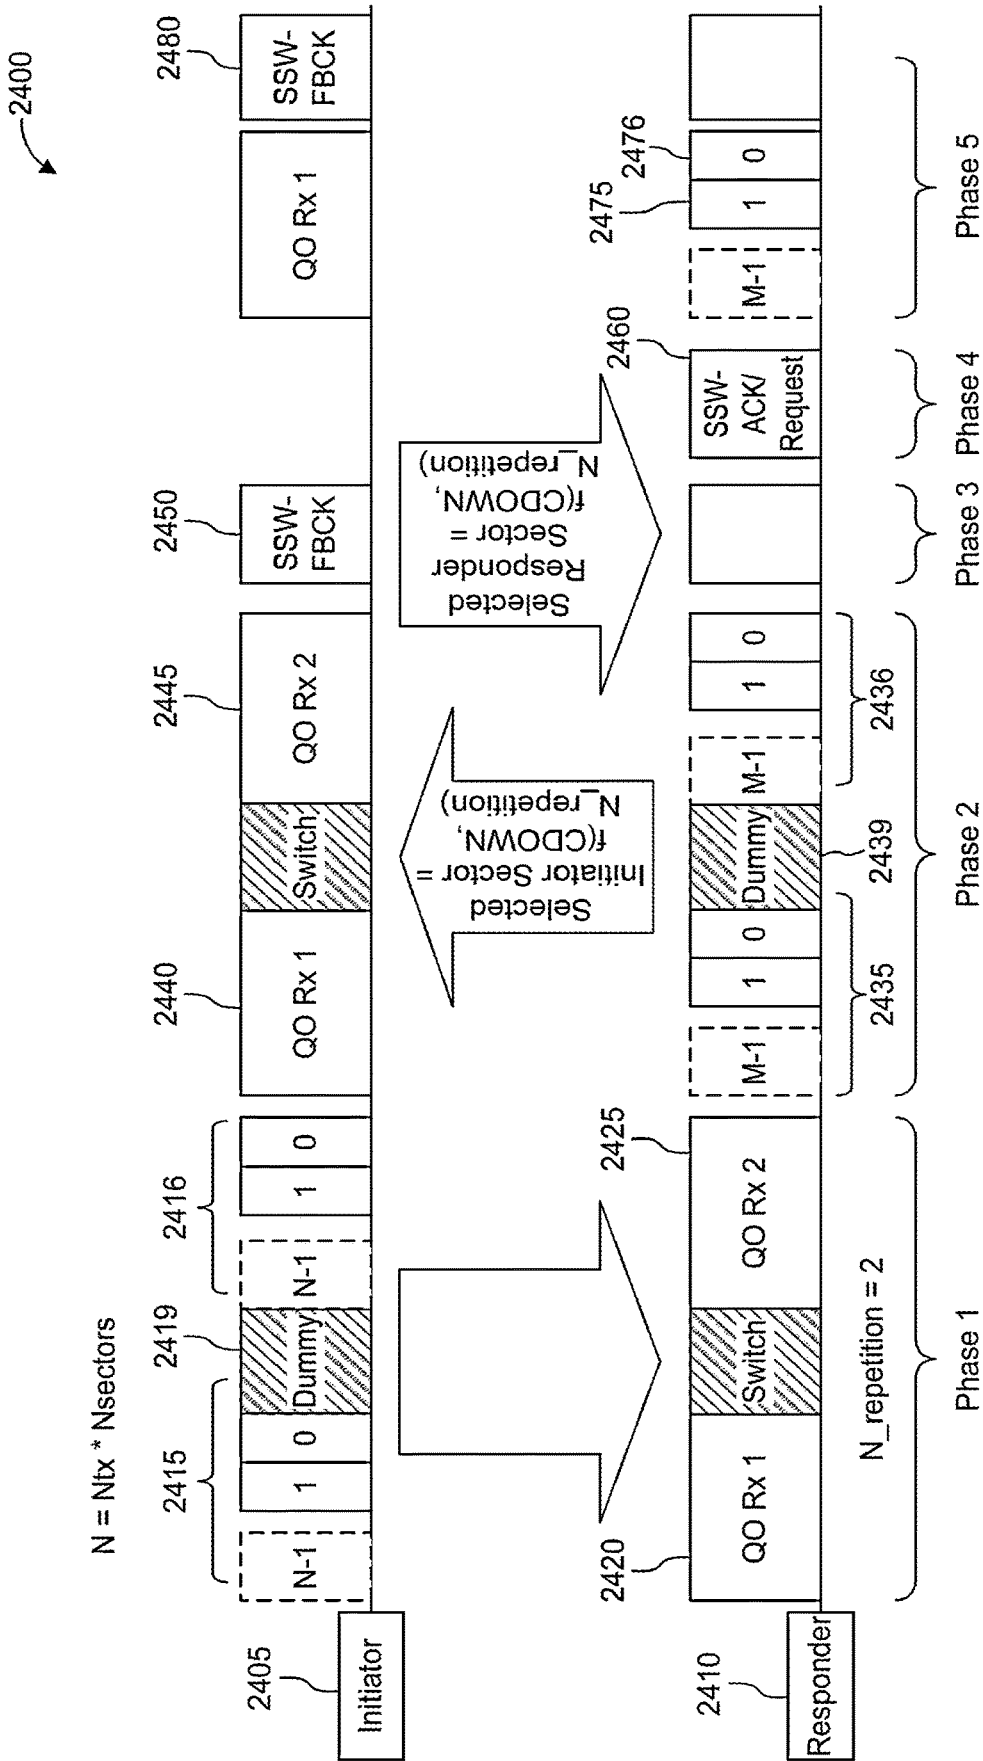 2400
N = Ntx * Nsectors
2405
Initiator
2415
N-1
1
0
2419
Dummy
2416
N-1
1
0
2440
QO Rx 1
Switch
2445
QO Rx 2
2450
SSW-
FBCK
QO Rx 1
2480
SSW-
FBCK
Selected
Initiator Sector =
f(CDOWN,
N_repetition)
Selected
Responder
Sector =
f(CDOWN,
N_repetition)
2410
Responder
2420
QO Rx 1
Switch
2425
QO Rx 2
N_repetition = 2
Phase 1
M-1
1
0
2435
Dummy
2439
M-1
1
0
2436
Phase 2
Phase 3
2460
SSW-
ACK/
Request
Phase 4
M-1
2475
1
2476
0
Phase 5